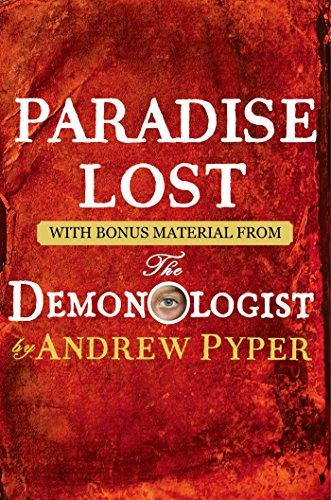 PARADISE
LOST
WITH BONUS MATERIAL FROM
The
DEMONOLOGIST
by ANDREW PYPER